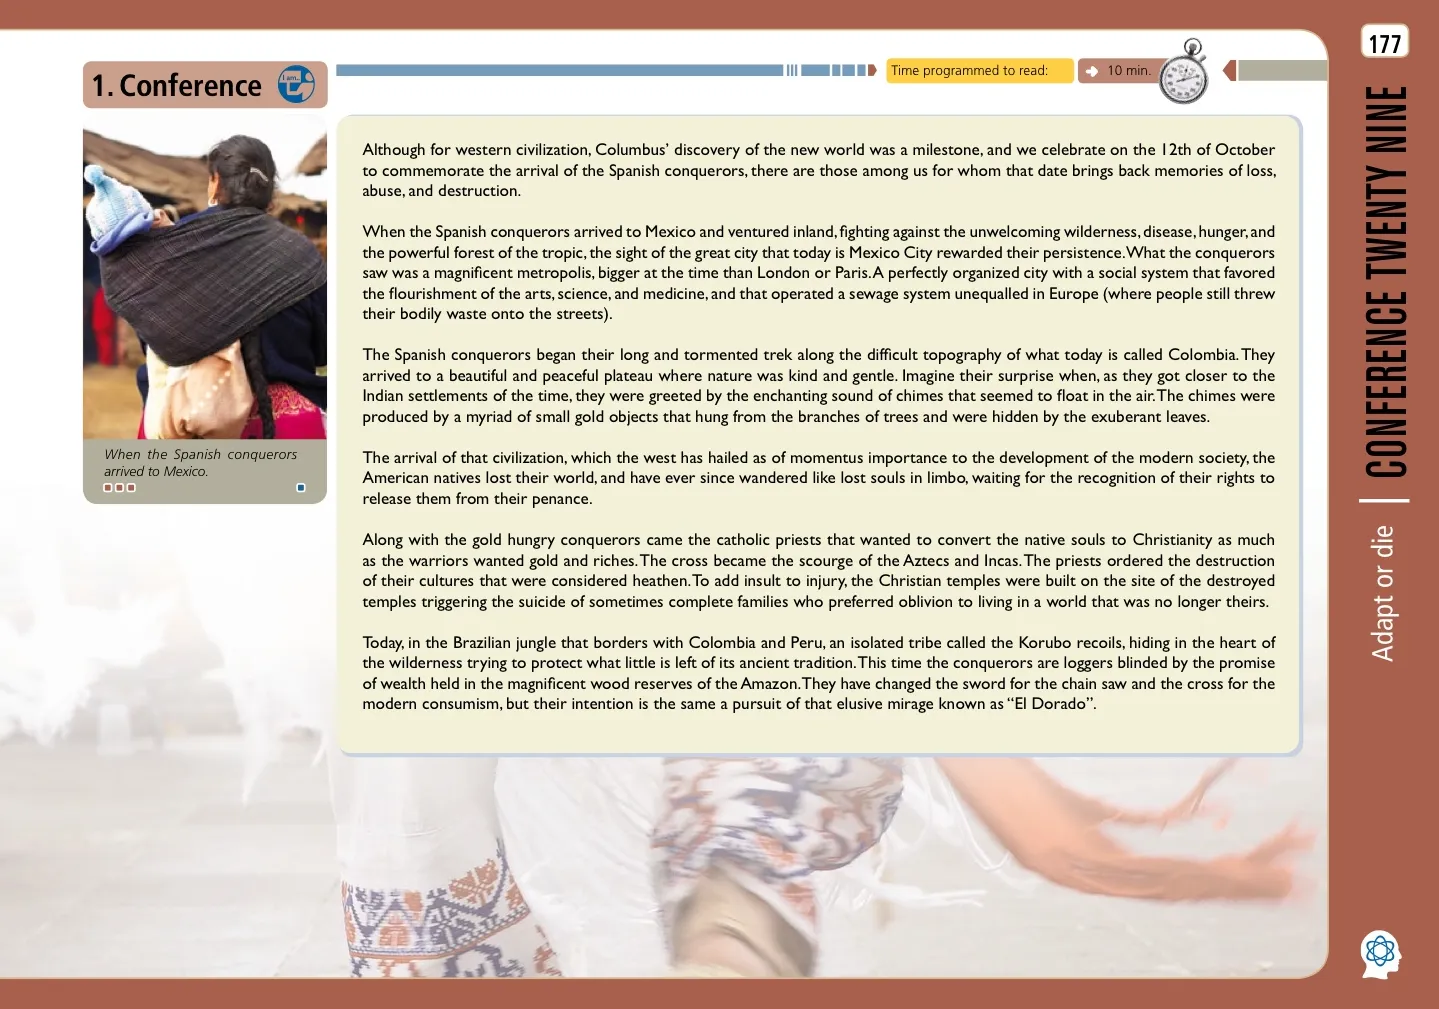 177
CONFERENCE TWENTY NINE
Adapt or die
1. Conference
I am...
Time programmed to read:
10 min.
When the Spanish conquerors
arrived to Mexico.
Although for western civilization, Columbus’ discovery of the new world was a milestone, and we celebrate on the 12th of October
to commemorate the arrival of the Spanish conquerors, there are those among us for whom that date brings back memories of loss,
abuse, and destruction.
When the Spanish conquerors arrived to Mexico and ventured inland, fighting against the unwelcoming wilderness, disease, hunger, and
the powerful forest of the tropic, the sight of the great city that today is Mexico City rewarded their persistence. What the conquerors
saw was a magnificent metropolis, bigger at the time than London or Paris. A perfectly organized city with a social system that favored
the flourishment of the arts, science, and medicine, and that operated a sewage system unequalled in Europe (where people still threw
their bodily waste onto the streets).
The Spanish conquerors began their long and tormented trek along the difficult topography of what today is called Colombia. They
arrived to a beautiful and peaceful plateau where nature was kind and gentle. Imagine their surprise when, as they got closer to the
Indian settlements of the time, they were greeted by the enchanting sound of chimes that seemed to float in the air. The chimes were
produced by a myriad of small gold objects that hung from the branches of trees and were hidden by the exuberant leaves.
The arrival of that civilization, which the west has hailed as of momentus importance to the development of the modern society, the
American natives lost their world, and have ever since wandered like lost souls in limbo, waiting for the recognition of their rights to
release them from their penance.
Along with the gold hungry conquerors came the catholic priests that wanted to convert the native souls to Christianity as much
as the warriors wanted gold and riches. The cross became the scourge of the Aztecs and Incas. The priests ordered the destruction
of their cultures that were considered heathen. To add insult to injury, the Christian temples were built on the site of the destroyed
temples triggering the suicide of sometimes complete families who preferred oblivion to living in a world that was no longer theirs.
Today, in the Brazilian jungle that borders with Colombia and Peru, an isolated tribe called the Korubo recoils, hiding in the heart of
the wilderness trying to protect what little is left of its ancient tradition. This time the conquerors are loggers blinded by the promise
of wealth held in the magnificent wood reserves of the Amazon. They have changed the sword for the chain saw and the cross for the
modern consumism, but their intention is the same a pursuit of that elusive mirage known as “El Dorado”.